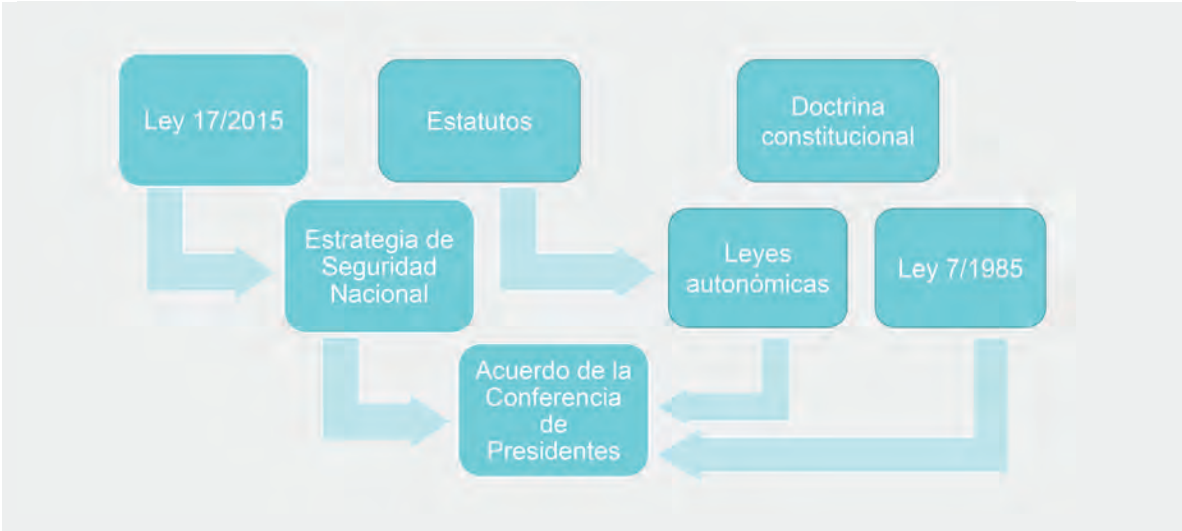 Ley 17/2015
Estatutos
Doctrina
constitucional
Estrategia de
Seguridad
Nacional
Leyes
autonómicas
Ley 7/1985
Acuerdo de la
Conferencia
de
Presidentes